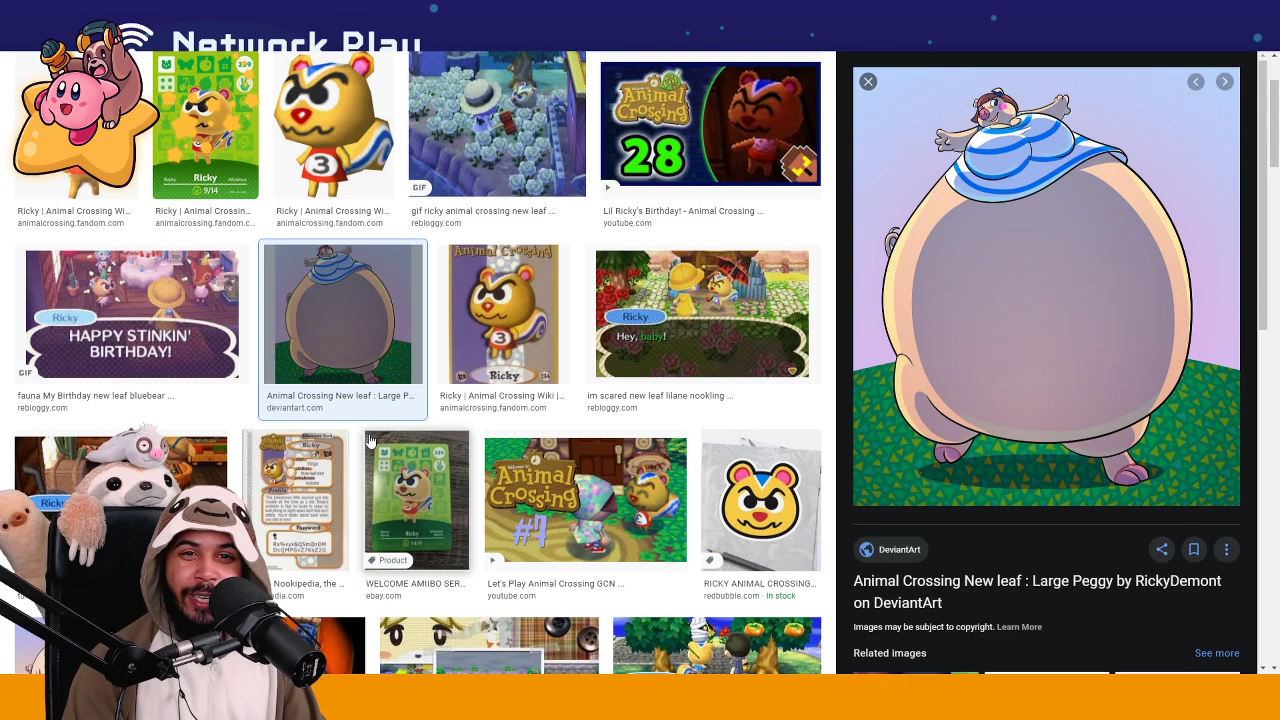 Network Play
Ricky
9/14
3
GIF
Animal Crossing
28
Ricky | Animal Crossing Wi...
animalcrossing.fandom.com
Ricky | Animal Crossin...
animalcrossing.fandom.c...
Ricky | Animal Crossing Wi...
animalcrossing.fandom.com
gif ricky animal crossing new leaf ...
rebloggy.com
Lil Ricky's Birthday! - Animal Crossing ...
youtube.com
Ricky
HAPPY STINKIN'
BIRTHDAY!
GIF
Animal Crossing
3
Ricky
Ricky
Hey, baby!
fauna My Birthday new leaf bluebear ...
rebloggy.com
Animal Crossing New leaf : Large P...
deviantart.com
Ricky | Animal Crossing Wiki |...
animalcrossing.fandom.com
im scared new leaf lilane nookling ...
rebloggy.com
Ricky
Product
Animal
Crossing
#4
Nookipedia, the ...
pedia.com
WELCOME AMIIBO SER...
ebay.com
Let's Play Animal Crossing GCN ...
youtube.com
RICKY ANIMAL CROSSING...
redbubble.com · In stock
DeviantArt
Animal Crossing New leaf : Large Peggy by RickyDemont
on DeviantArt
Images may be subject to copyright. Learn More
Related images
See more